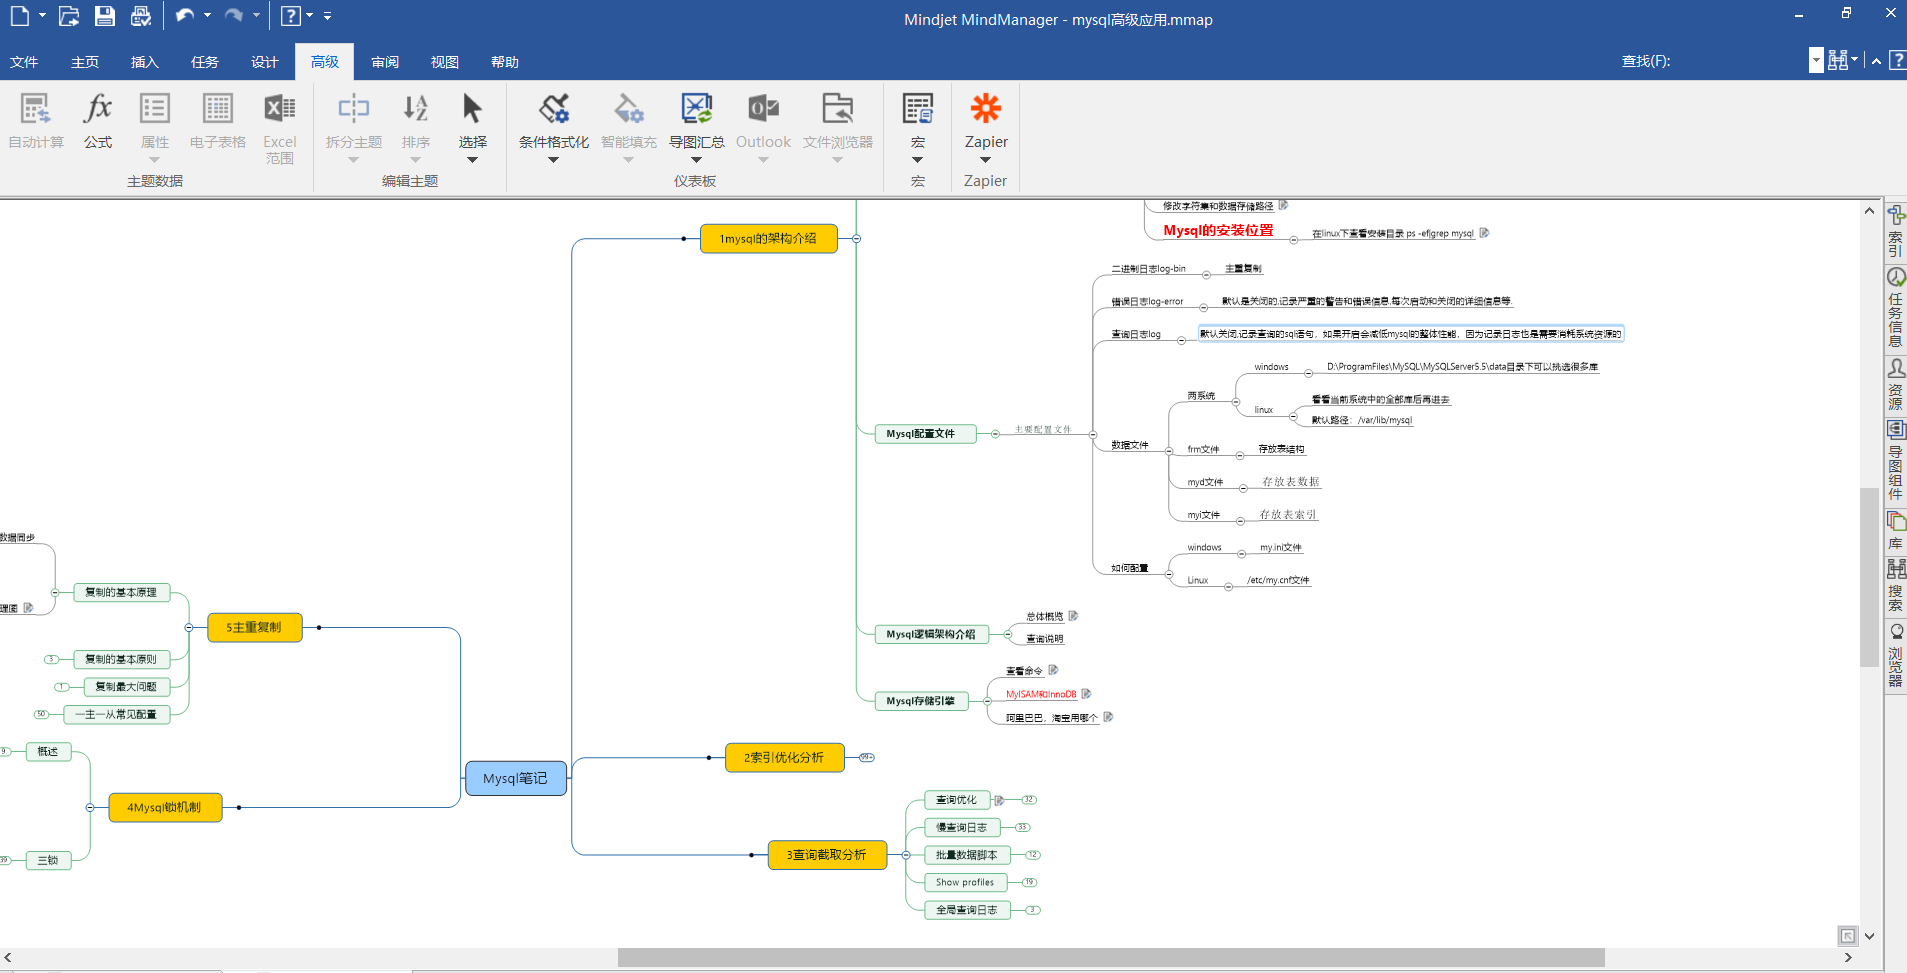 Mindjet MindManager - mysql高级应用.mmap
文件 主页 插入 任务 设计 高级 审阅 视图 帮助 查找(F):
自动计算 公式 属性 电子表格 Excel 范围 拆分主题 排序 选择 条件格式化 智能填充 导图汇总 Outlook 文件浏览器 宏 Zapier
主题数据 编辑主题 仪表板 宏 Zapier
修改字符集和数据存储路径
Mysql的安装位置
在linux下查看安装目录 ps -ef|grep mysql
1mysql的架构介绍
二进制日志log-bin
主重复制
错误日志log-error
默认是关闭的,记录严重的警告和错误信息,每次启动和关闭的详细信息等.
查询日志log
默认关闭,记录查询的sql语句，如果开启会减低mysql的整体性能，因为记录日志也是需要消耗系统资源的
两系统
windows
D:\ProgramFiles\MySQL\MySQLServer5.5\data目录下可以挑选很多库
linux
看看当前系统中的全部库后再进去
默认路径：/var/lib/mysql
Mysql配置文件
主要配置文件
数据文件
frm文件
存放表结构
myd文件
存放表数据
myi文件
存放表索引
如何配置
windows
my.ini文件
Linux
/etc/my.cnf文件
Mysql逻辑架构介绍
总体概览
查询说明
Mysql存储引擎
查看命令
MyISAM和InnoDB
阿里巴巴，淘宝用哪个
数据同步
理图
复制的基本原理
5主重复制
3
复制的基本原则
1
复制最大问题
50
一主一从常见配置
9
概述
4Mysql锁机制
39
三锁
Mysql笔记
2索引优化分析
99+
3查询截取分析
查询优化
32
慢查询日志
33
批量数据脚本
12
Show profiles
19
全局查询日志
3
索引
任务信息
资源
导图组件
库
搜索
浏览器